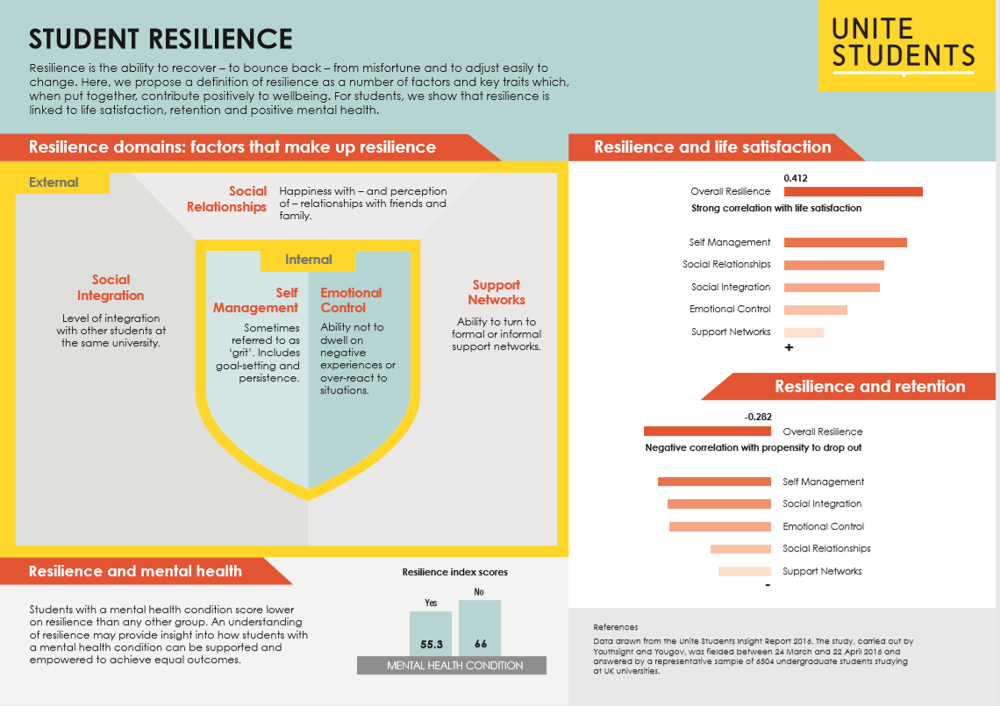 STUDENT RESILIENCE
Resilience is the ability to recover – to bounce back – from misfortune and to adjust easily to
change. Here, we propose a definition of resilience as a number of factors and key traits which,
when put together, contribute positively to wellbeing. For students, we show that resilience is
linked to life satisfaction, retention and positive mental health.
UNITE
STUDENTS
Resilience domains: factors that make up resilience
External
Social
Relationships
Happiness with – and perception
of – relationships with friends and
family.
Internal
Social
Integration
Level of integration
with other students at
the same university.
Self
Management
Sometimes
referred to as
‘grit’. Includes
goal-setting and
persistence.
Emotional
Control
Ability not to
dwell on
negative
experiences or
over-react to
situations.
Support
Networks
Ability to turn to
formal or informal
support networks.
Resilience and life satisfaction
0.412
Overall Resilience
Strong correlation with life satisfaction
Self Management
Social Relationships
Social Integration
Emotional Control
Support Networks
+
Resilience and retention
-0.282
Overall Resilience
Negative correlation with propensity to drop out
Self Management
Social Integration
Emotional Control
Social Relationships
Support Networks
-
Resilience and mental health
Students with a mental health condition score lower
on resilience than any other group. An understanding
of resilience may provide insight into how students with
a mental health condition can be supported and
empowered to achieve equal outcomes.
Resilience index scores
Yes
No
55.3
66
MENTAL HEALTH CONDITION
References
Data drawn from the Unite Students Insight Report 2016. The study, carried out by
Youthsight and Yougov, was fielded between 24 March and 22 April 2016 and
answered by a representative sample of 6504 undergraduate students studying
at UK universities.